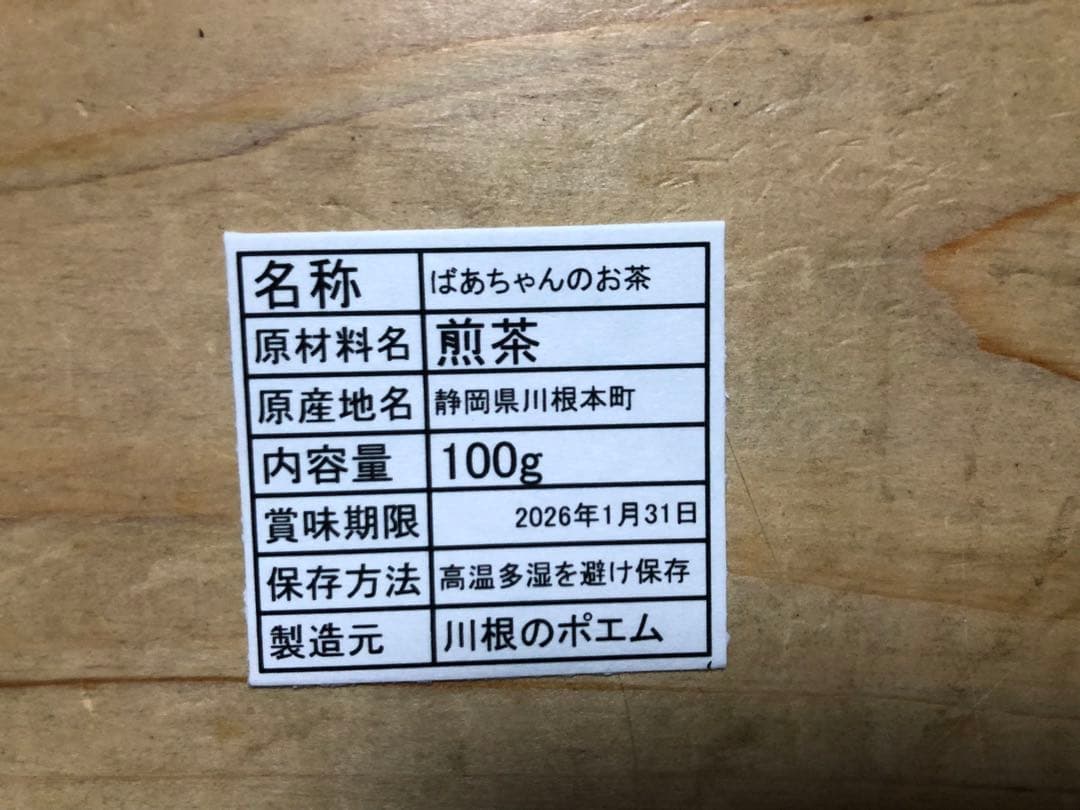 名称 ばあちゃんのお茶
原材料名 煎茶
原産地名 静岡県川根本町
内容量 100g
賞味期限 2026年1月31日
保存方法 高温多湿を避け保存
製造元 川根のポエム